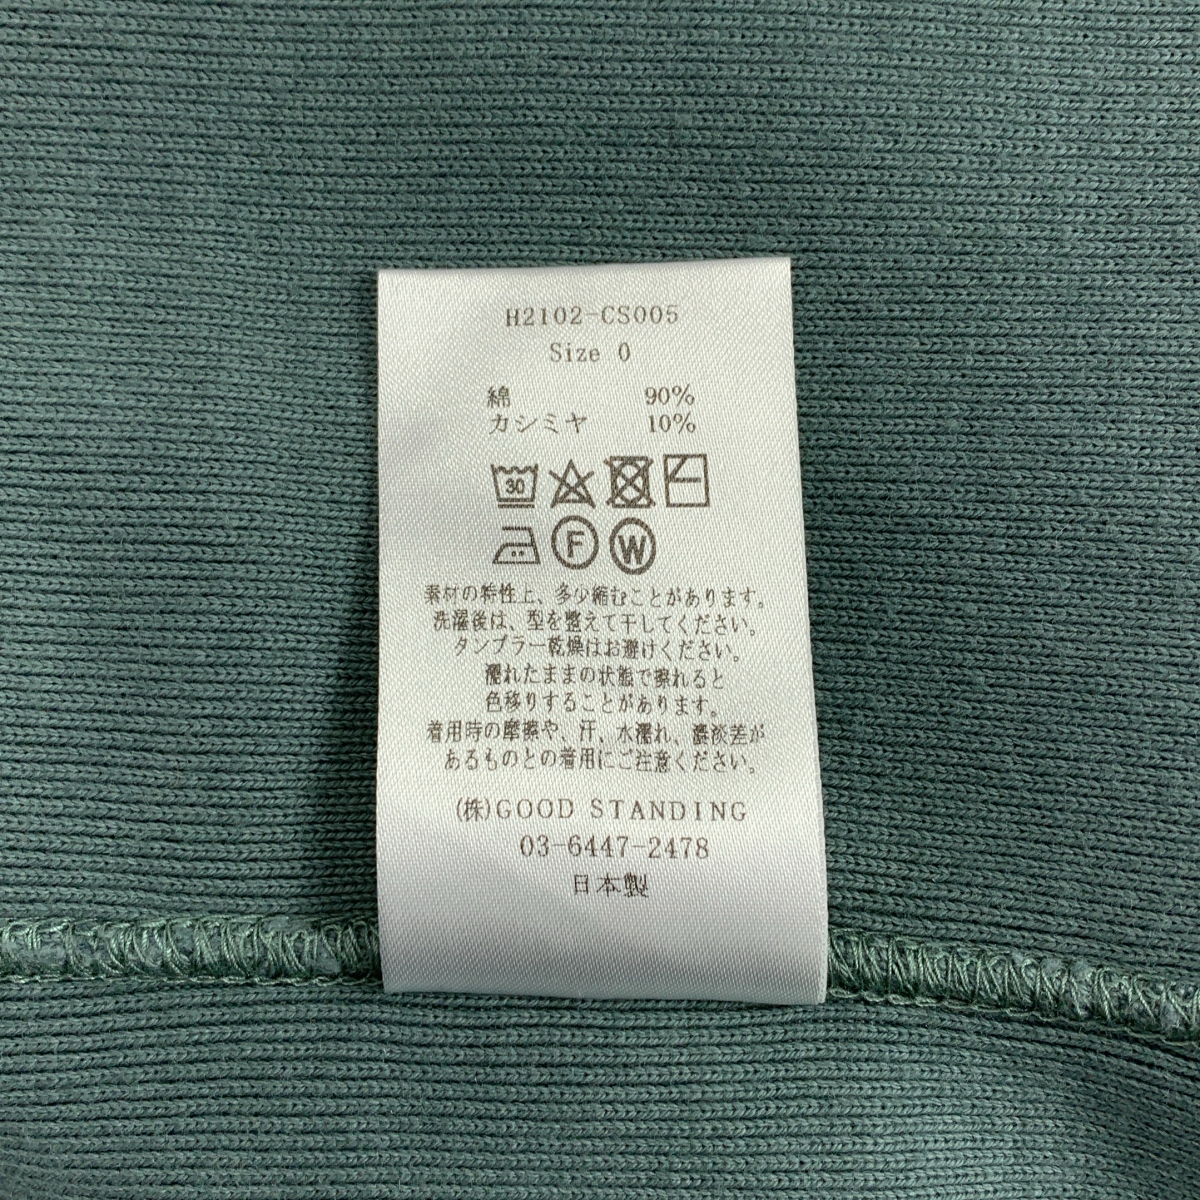 H2102-CS005
Size 0
綿 90%
カシミヤ 10%
30
F W
素材の特性上、多少縮むことがあります。
洗濯後は、型を整えて干してください。
タンブラー乾燥はお避けください。
濡れたままの状態で擦れると
色移りすることがあります。
着用時の摩擦や、汗、水濡れ、濃淡差が
あるものとの着用にご注意ください。
(株)GOOD STANDING
03-6447-2478
日本製